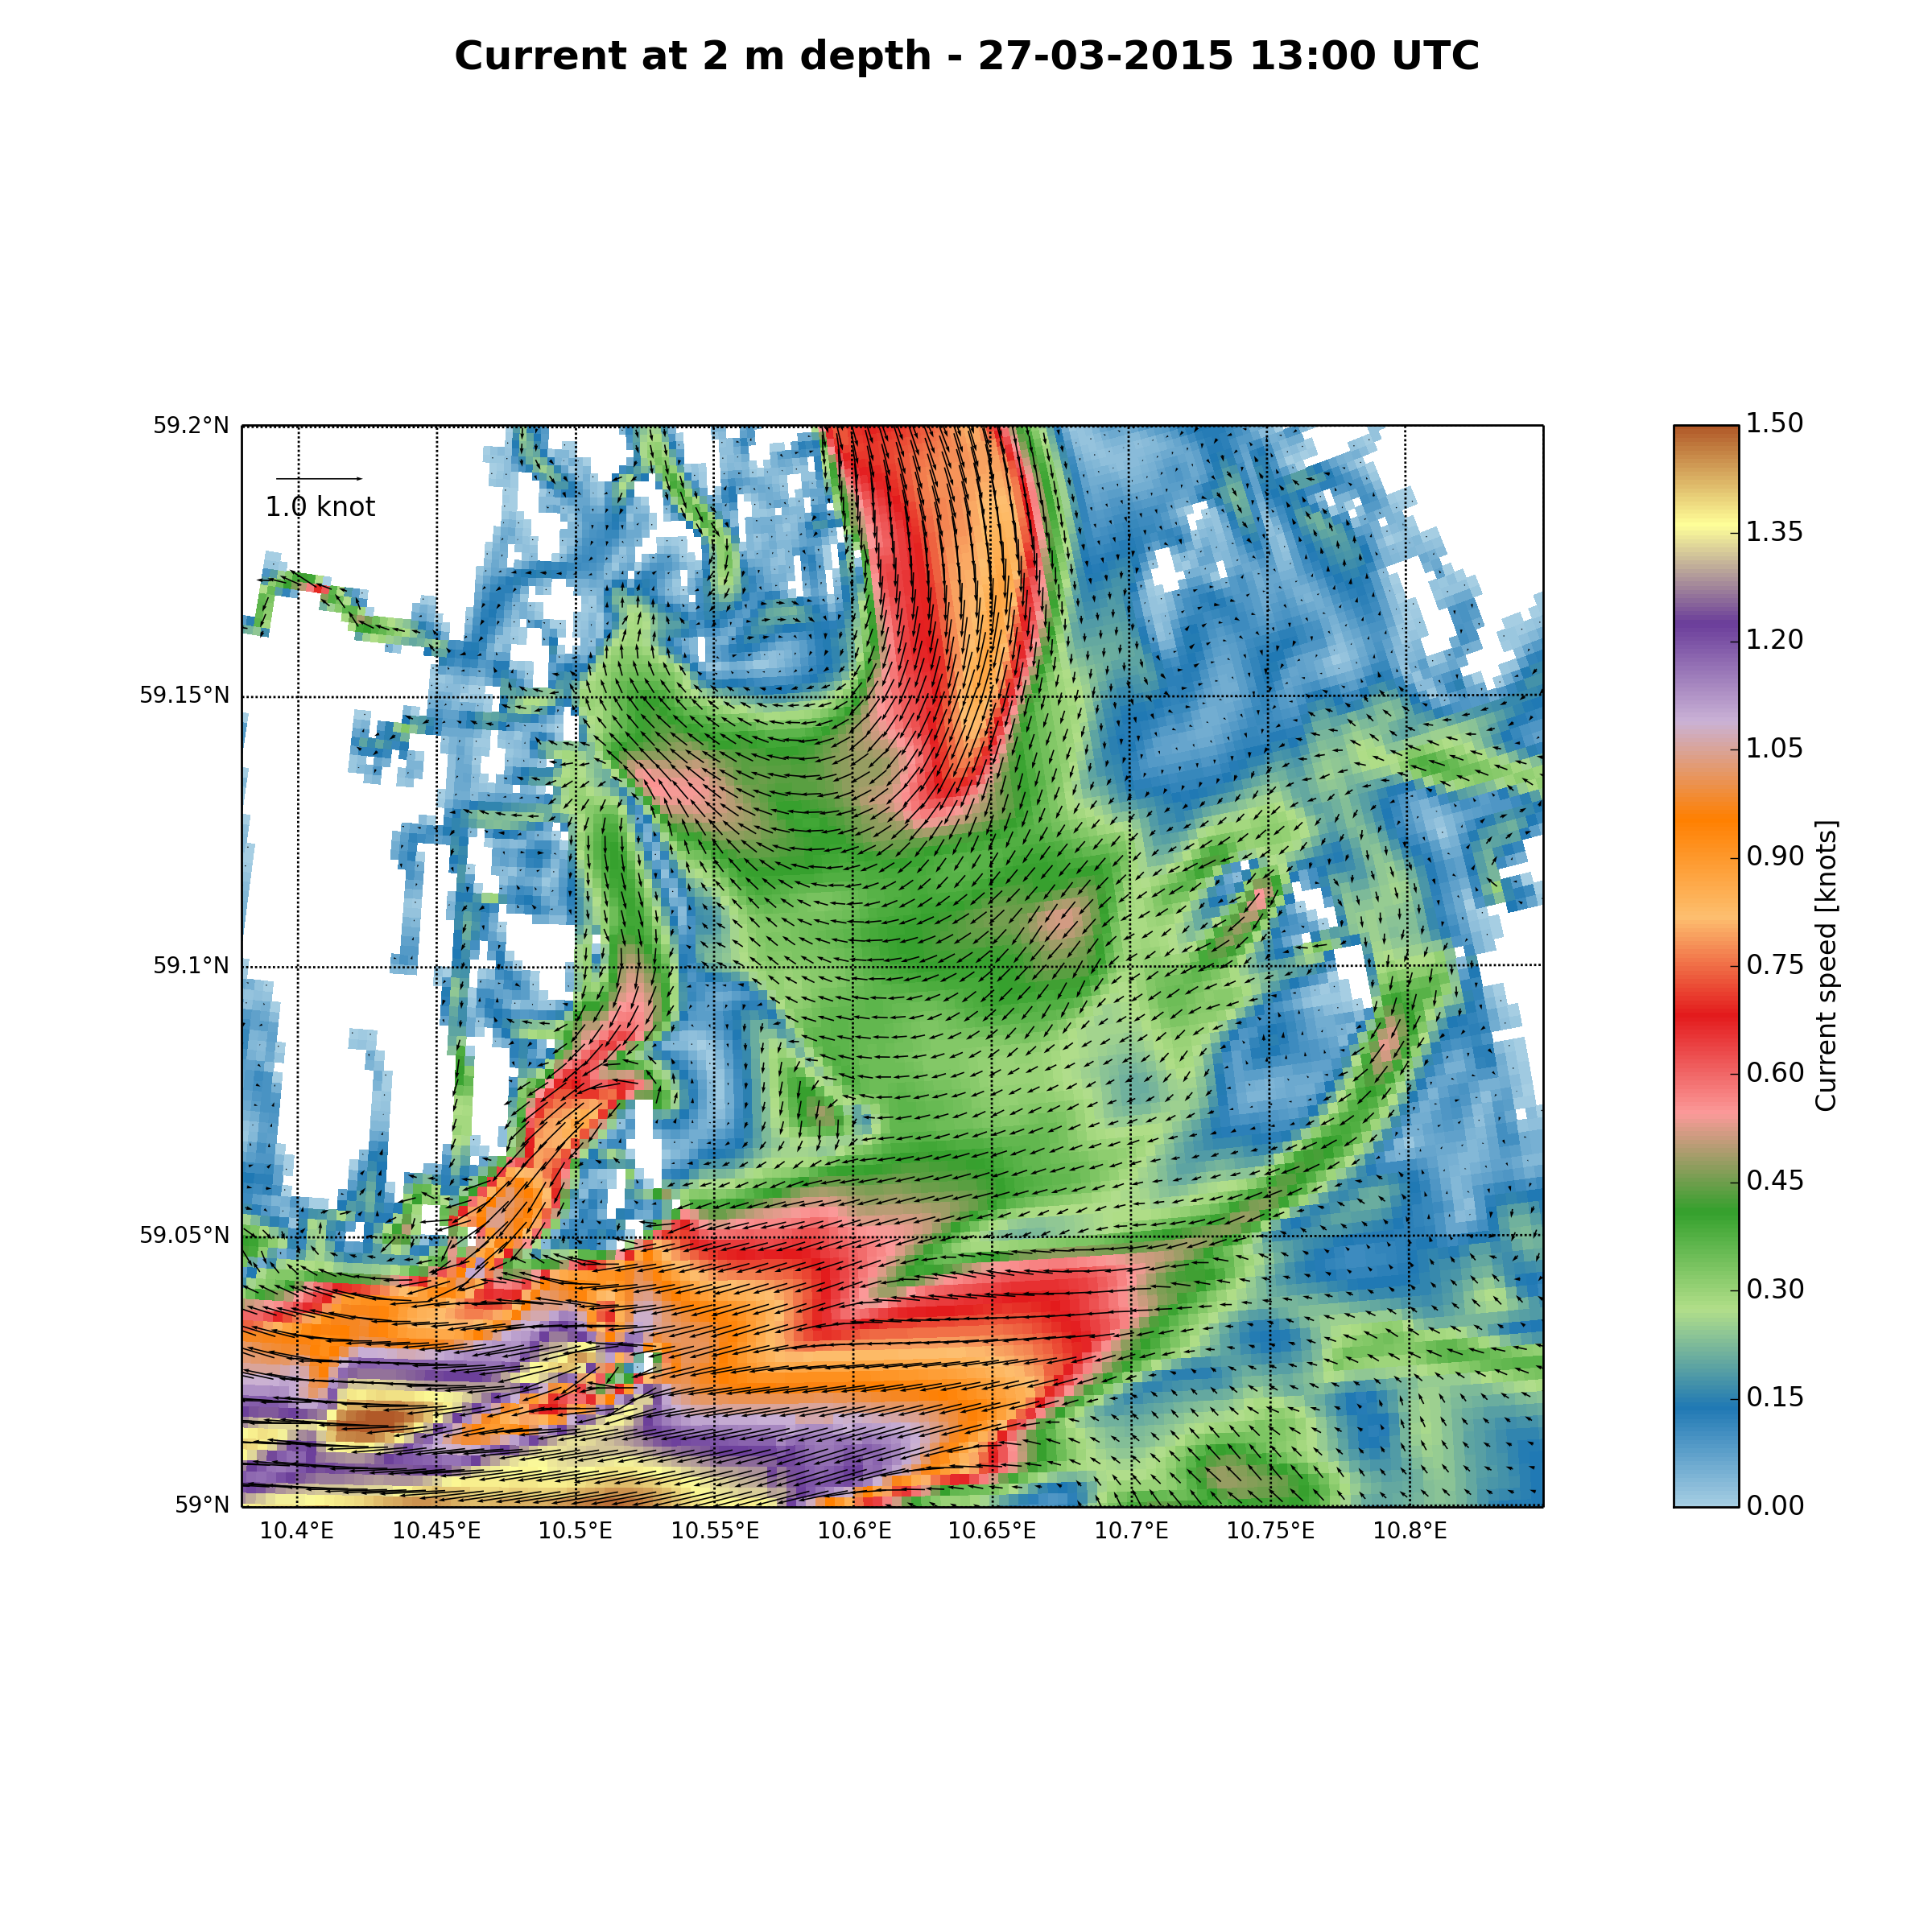 Current at 2 m depth - 27-03-2015 13:00 UTC
1.0 knot
59.2°N
59.15°N
59.1°N
59.05°N
59°N
10.4°E 10.45°E 10.5°E 10.55°E 10.6°E 10.65°E 10.7°E 10.75°E 10.8°E
1.50
1.35
1.20
1.05
0.90
0.75
0.60
0.45
0.30
0.15
0.00
Current speed [knots]